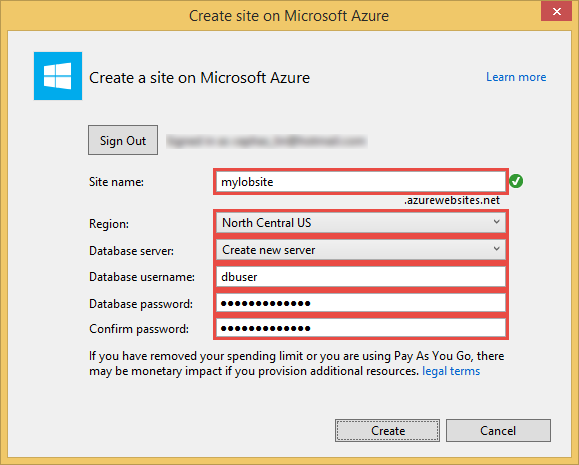 Create site on Microsoft Azure
Create a site on Microsoft Azure
Learn more
Sign Out
Site name: mylobsite
.azurewebsites.net
Region: North Central US
Database server: Create new server
Database username: dbuser
Database password: ●●●●●●●●●●●●●
Confirm password: ●●●●●●●●●●●●●
If you have removed your spending limit or you are using Pay As You Go, there
may be monetary impact if you provision additional resources. legal terms
Create Cancel